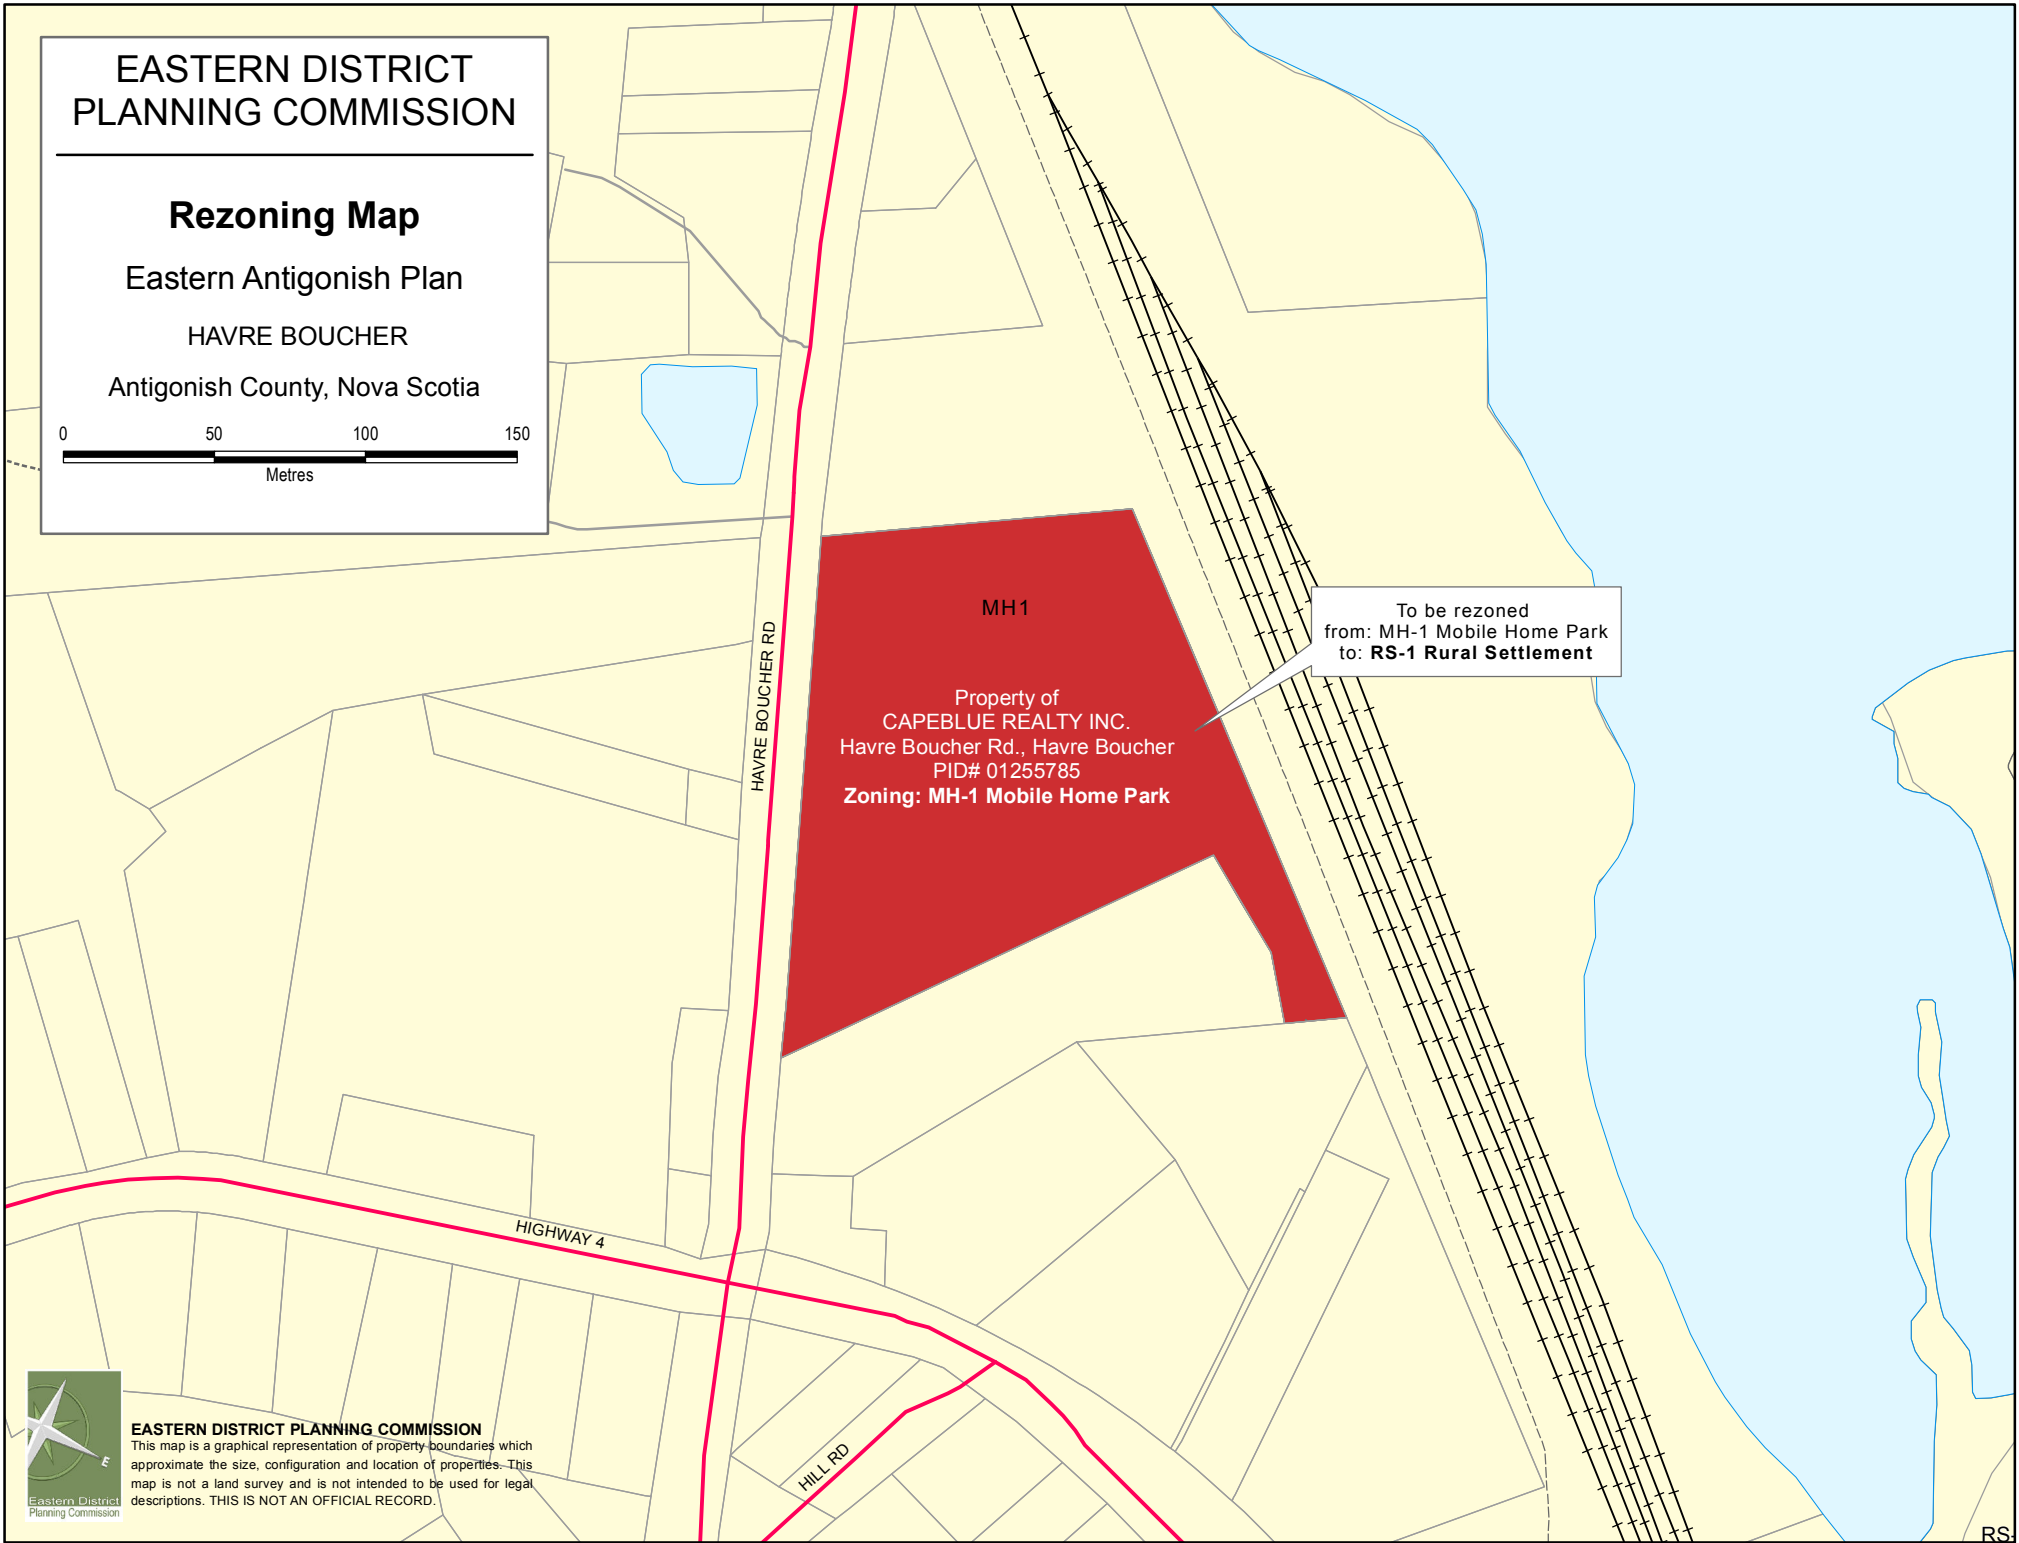 EASTERN DISTRICT
PLANNING COMMISSION
Rezoning Map
Eastern Antigonish Plan
HAVRE BOUCHER
Antigonish County, Nova Scotia
0 50 100 150
Metres
MH1
To be rezoned
from: MH-1 Mobile Home Park
to: RS-1 Rural Settlement
HAVRE BOUCHER RD
Property of
CAPEBLUE REALTY INC.
Havre Boucher Rd., Havre Boucher
PID# 01255785
Zoning: MH-1 Mobile Home Park
HIGHWAY 4
HILL RD
E
Eastern District
Planning Commission
EASTERN DISTRICT PLANNING COMMISSION
This map is a graphical representation of property boundaries which
approximate the size, configuration and location of properties. This
map is not a land survey and is not intended to be used for legal
descriptions. THIS IS NOT AN OFFICIAL RECORD.
RS-